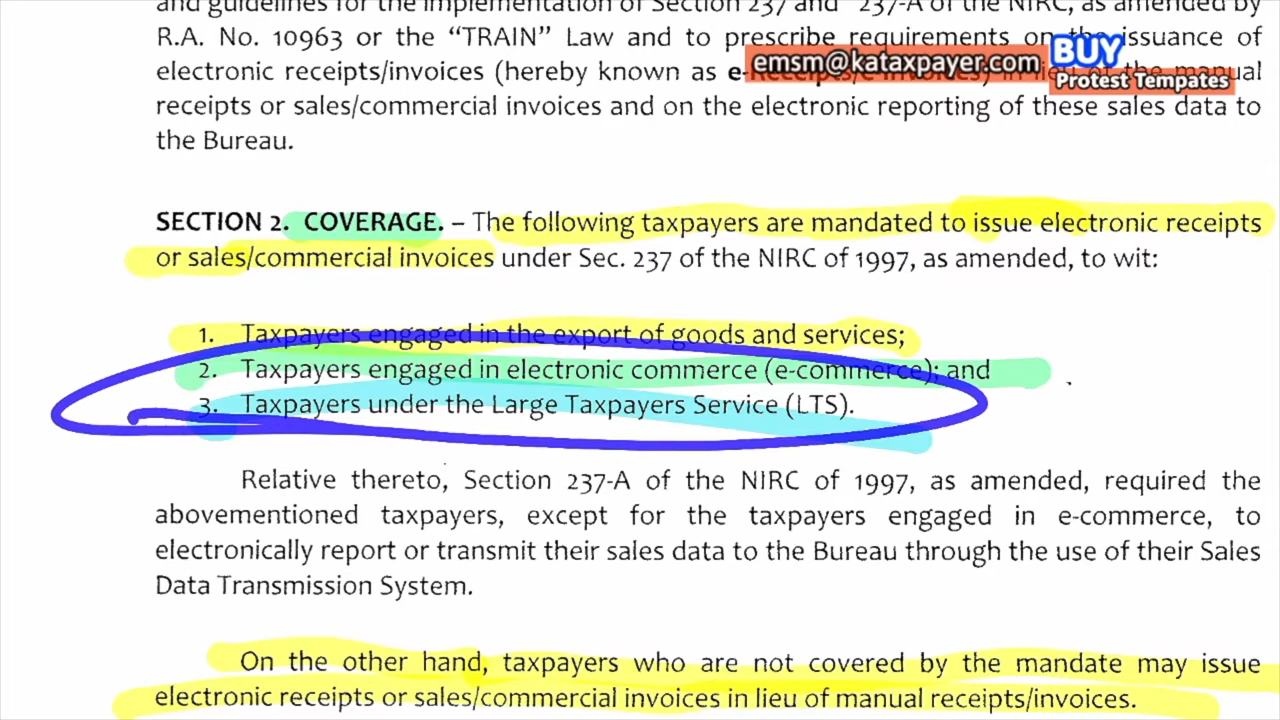 and guidelines for the implementation of Section 237 and 237-A of the NIRC, as amended by
R.A. No. 10963 or the “TRAIN” Law and to prescribe requirements on the issuance of
electronic receipts/invoices (hereby known as e-Receipts/e-Invoices) in lieu of the manual
receipts or sales/commercial invoices and on the electronic reporting of these sales data to
the Bureau.
emsm@kataxpayer.com
BUY
Protest Tempates
SECTION 2. COVERAGE. – The following taxpayers are mandated to issue electronic receipts
or sales/commercial invoices under Sec. 237 of the NIRC of 1997, as amended, to wit:
1. Taxpayers engaged in the export of goods and services;
2. Taxpayers engaged in electronic commerce (e-commerce); and
3. Taxpayers under the Large Taxpayers Service (LTS).
Relative thereto, Section 237-A of the NIRC of 1997, as amended, required the
abovementioned taxpayers, except for the taxpayers engaged in e-commerce, to
electronically report or transmit their sales data to the Bureau through the use of their Sales
Data Transmission System.
On the other hand, taxpayers who are not covered by the mandate may issue
electronic receipts or sales/commercial invoices in lieu of manual receipts/invoices.